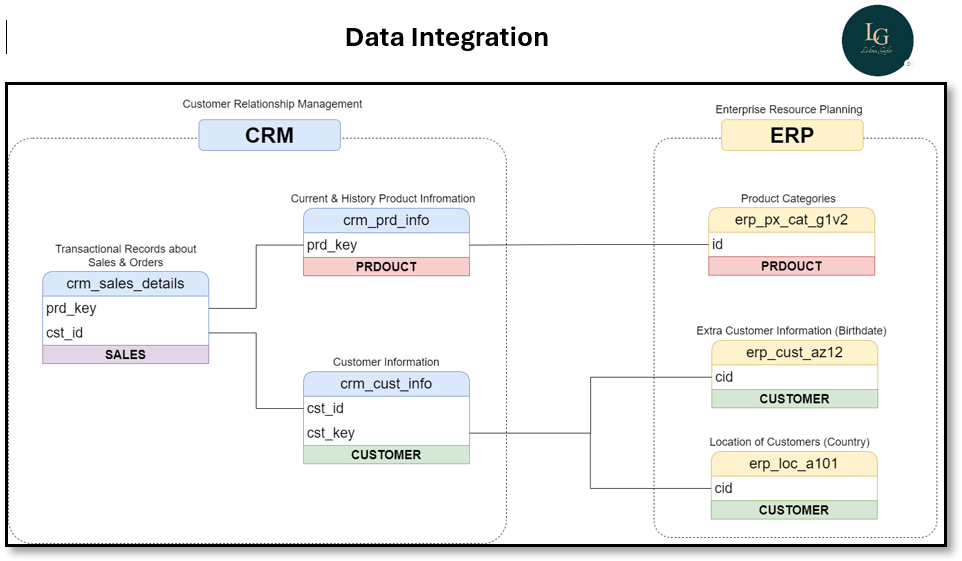 Data Integration
LG
Customer Relationship Management
CRM
Enterprise Resource Planning
ERP
Current & History Product Infromation
crm_prd_info
prd_key
PRDOUCT
Product Categories
erp_px_cat_g1v2
id
PRDOUCT
Transactional Records about
Sales & Orders
crm_sales_details
prd_key
cst_id
SALES
Customer Information
crm_cust_info
cst_id
cst_key
CUSTOMER
Extra Customer Information (Birthdate)
erp_cust_az12
cid
CUSTOMER
Location of Customers (Country)
erp_loc_a101
cid
CUSTOMER